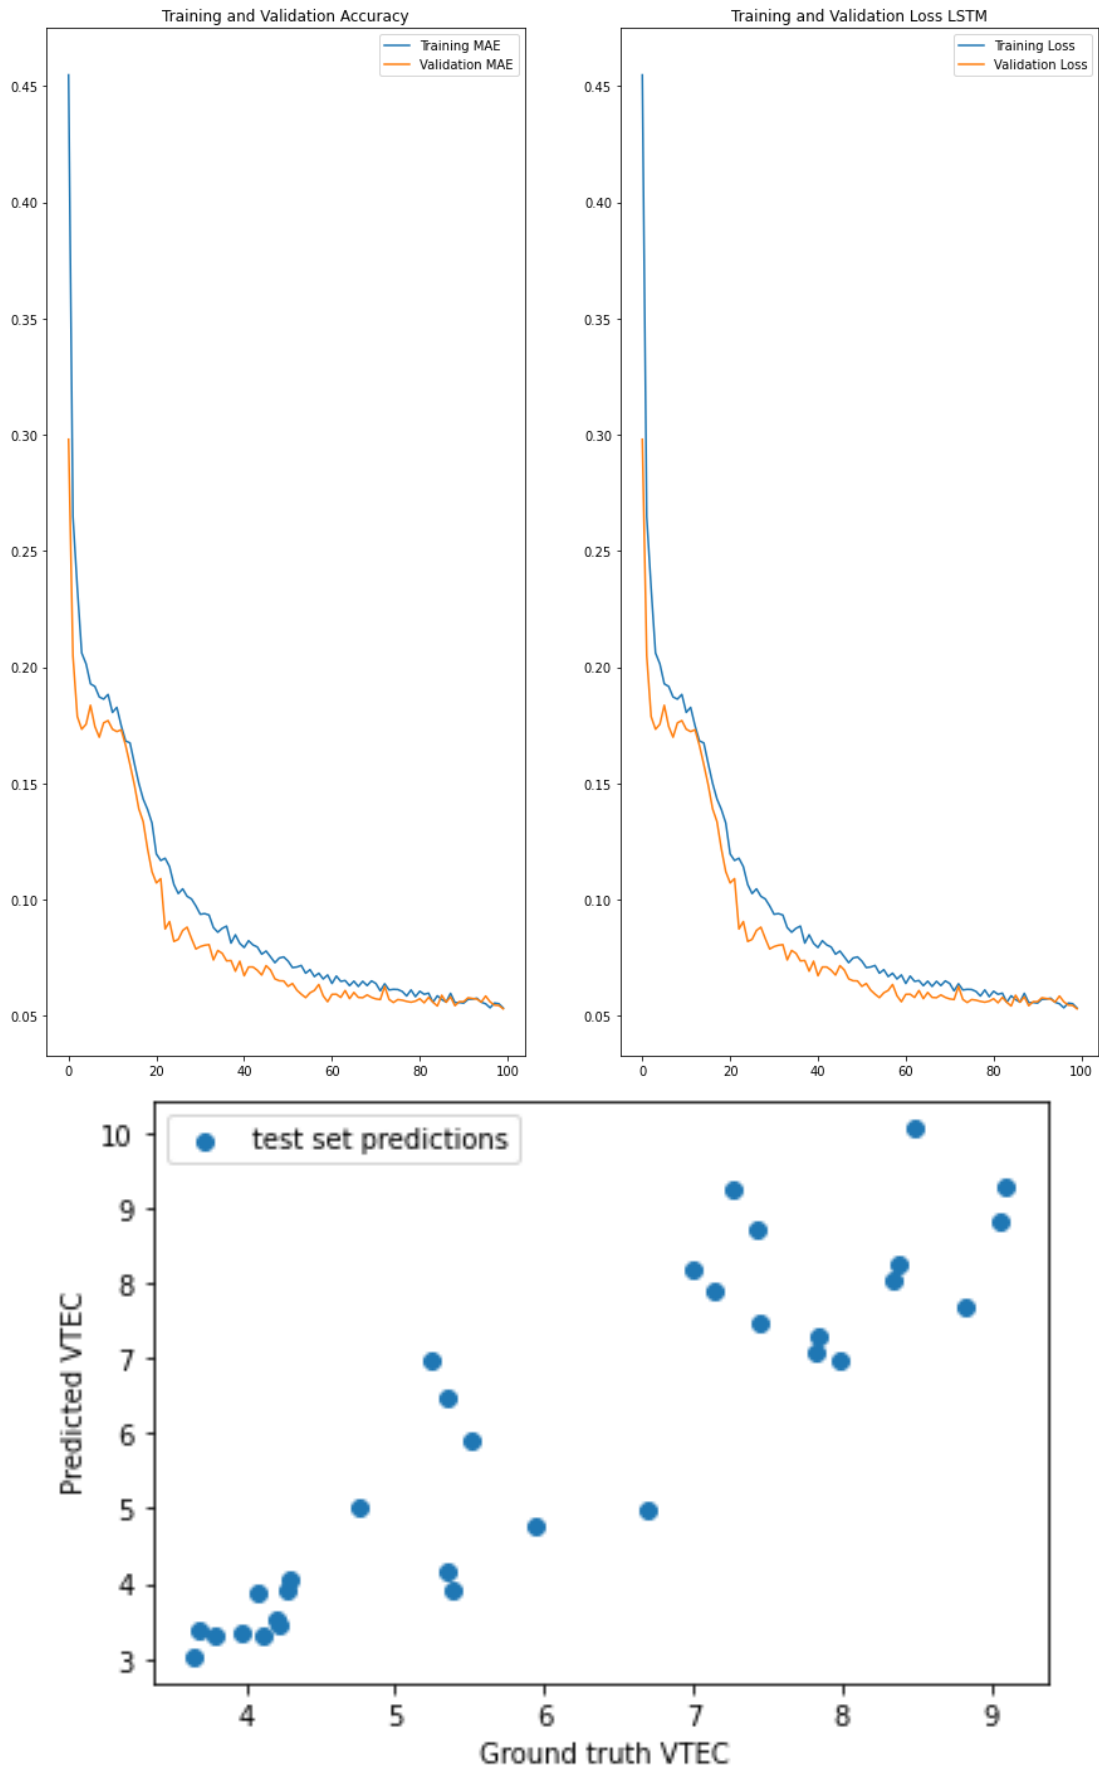 Training and Validation Accuracy
Training MAE
Validation MAE
0.45
0.40
0.35
0.30
0.25
0.20
0.15
0.10
0.05
0 20 40 60 80 100
Training and Validation Loss LSTM
Training Loss
Validation Loss
0.45
0.40
0.35
0.30
0.25
0.20
0.15
0.10
0.05
0 20 40 60 80 100
test set predictions
Predicted VTEC
10
9
8
7
6
5
4
3
4 5 6 7 8 9
Ground truth VTEC